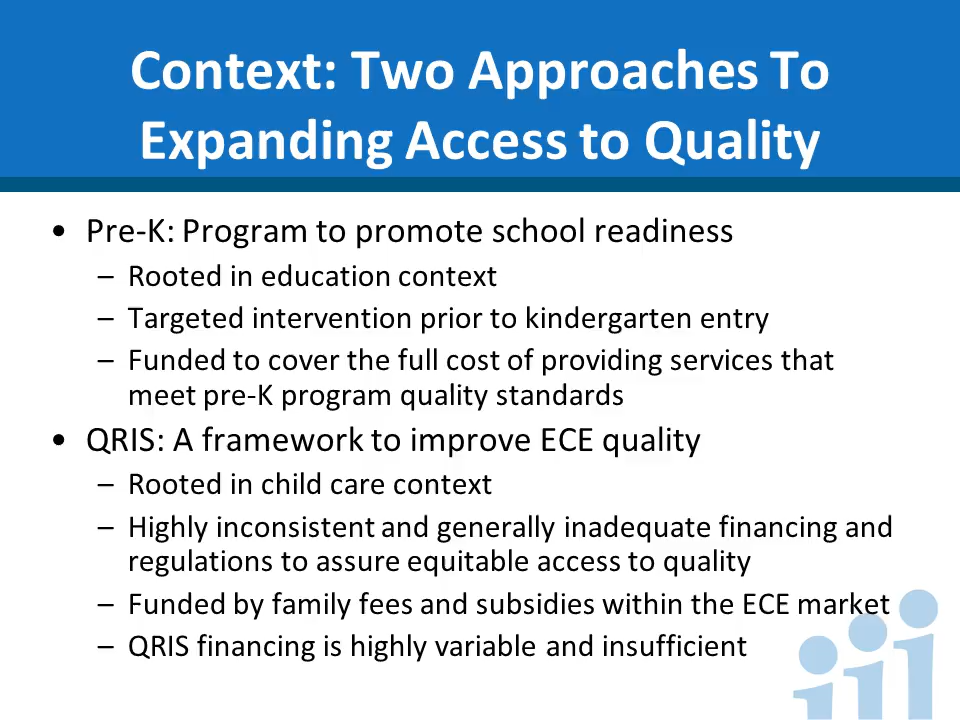 Context: Two Approaches To
Expanding Access to Quality
• Pre-K: Program to promote school readiness
– Rooted in education context
– Targeted intervention prior to kindergarten entry
– Funded to cover the full cost of providing services that
meet pre-K program quality standards
• QRIS: A framework to improve ECE quality
– Rooted in child care context
– Highly inconsistent and generally inadequate financing and
regulations to assure equitable access to quality
– Funded by family fees and subsidies within the ECE market
– QRIS financing is highly variable and insufficient